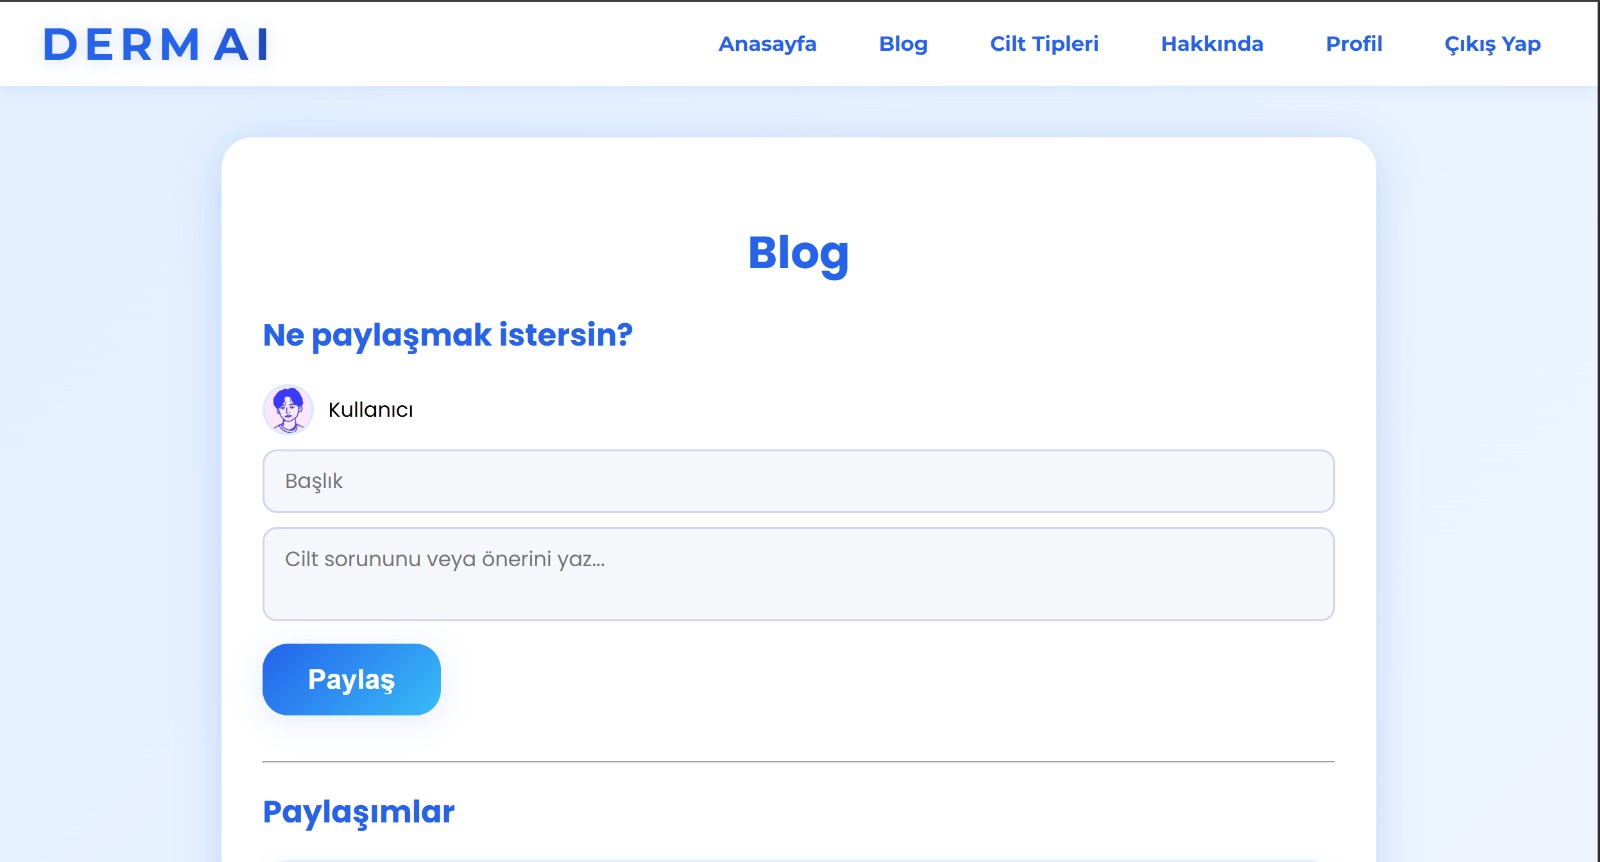 DERM AI
Anasayfa Blog Cilt Tipleri Hakkında Profil Çıkış Yap
Blog
Ne paylaşmak istersin?
Kullanıcı
Başlık
Cilt sorununu veya önerini yaz...
Paylaş
Paylaşımlar